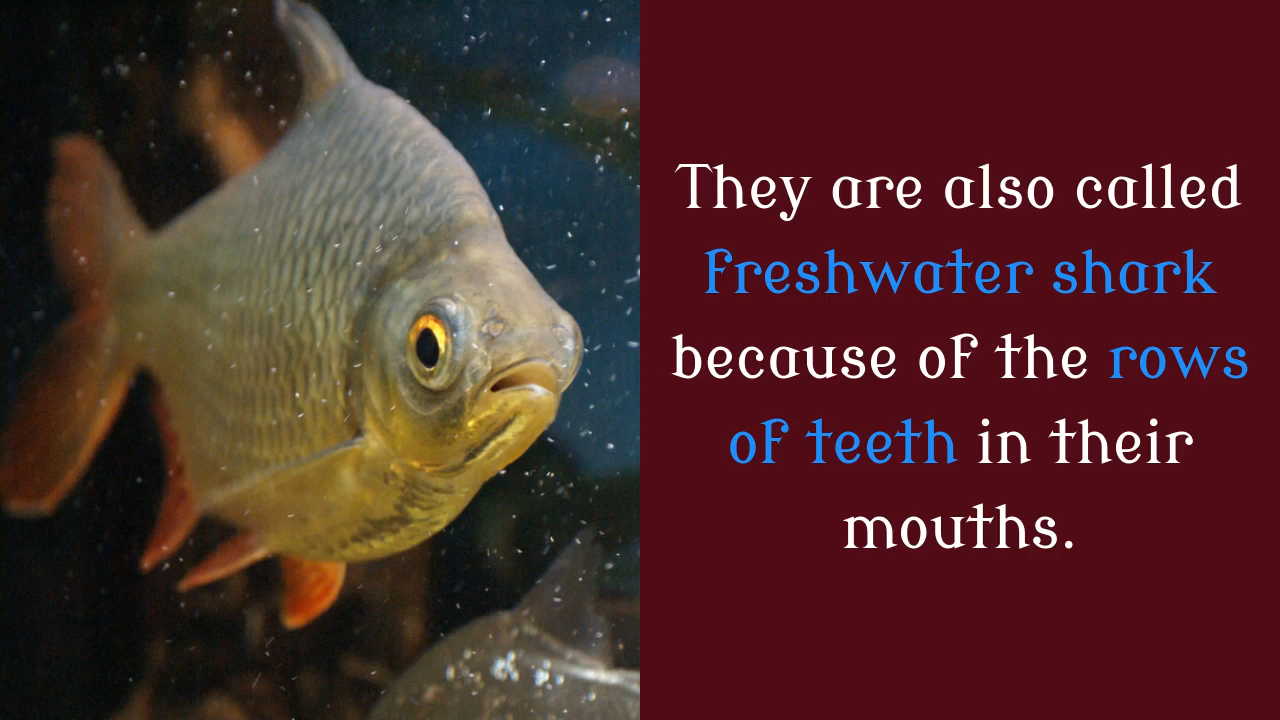 They are also called
freshwater shark
because of the rows
of teeth in their
mouths.